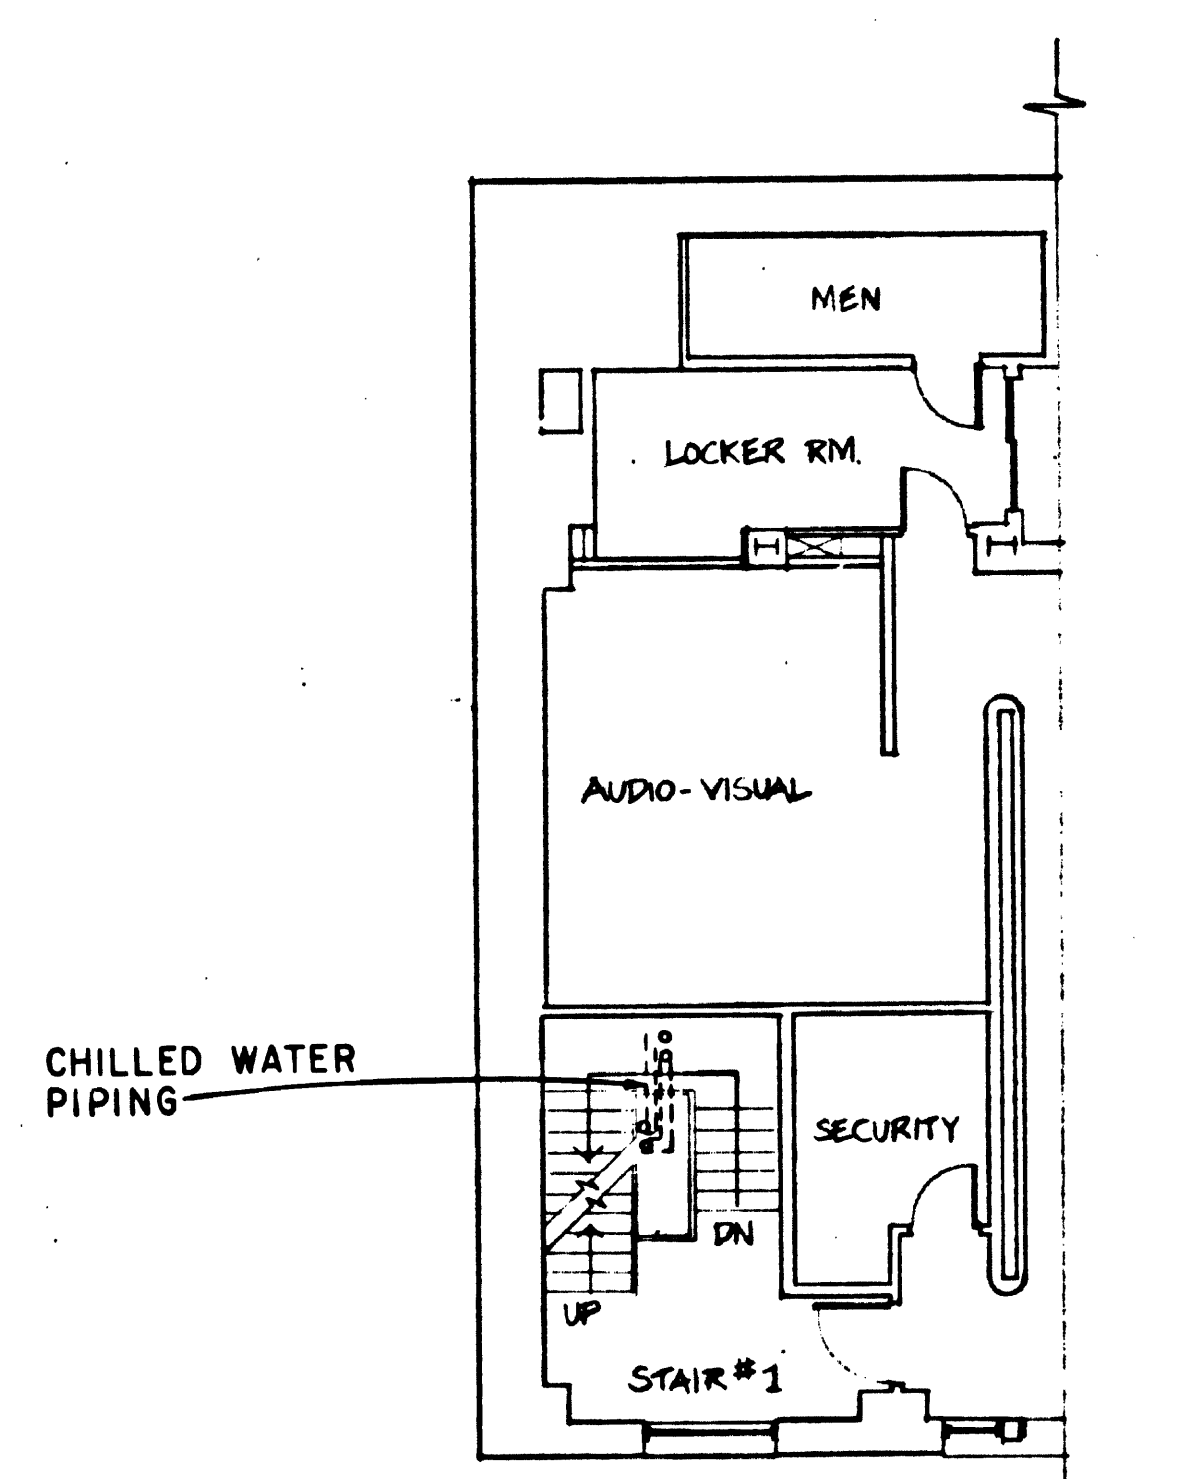 MEN
LOCKER RM.
AUDIO-VISUAL
CHILLED WATER
PIPING
SECURITY
DN
UP
STAIR #1